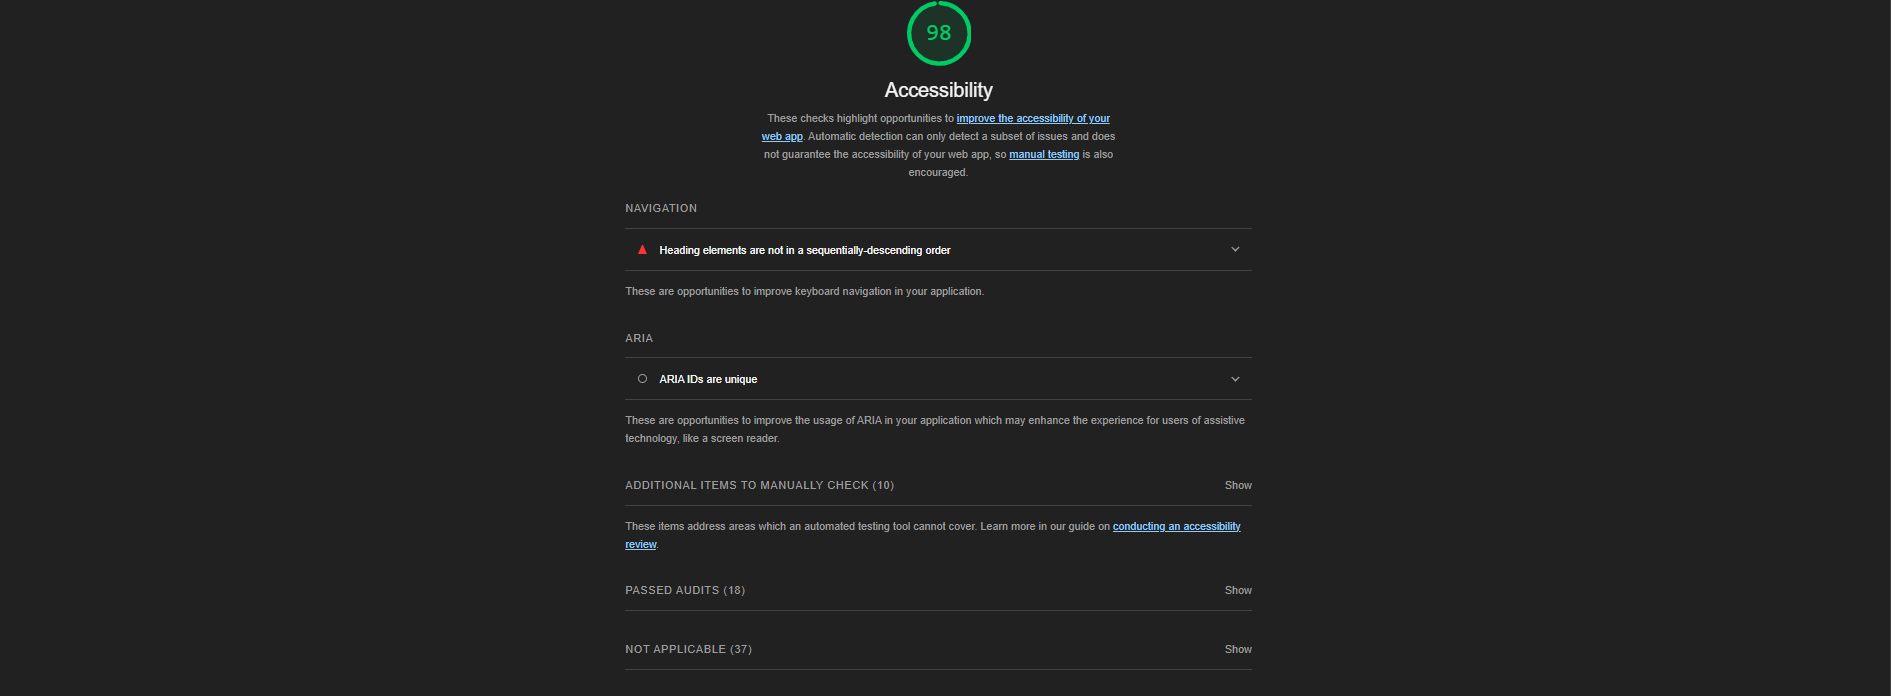 98
Accessibility
These checks highlight opportunities to improve the accessibility of your
web app. Automatic detection can only detect a subset of issues and does
not guarantee the accessibility of your web app, so manual testing is also
encouraged.
NAVIGATION
Heading elements are not in a sequentially-descending order
These are opportunities to improve keyboard navigation in your application.
ARIA
ARIA IDs are unique
These are opportunities to improve the usage of ARIA in your application which may enhance the experience for users of assistive
technology, like a screen reader.
ADDITIONAL ITEMS TO MANUALLY CHECK (10) Show
These items address areas which an automated testing tool cannot cover. Learn more in our guide on conducting an accessibility
review.
PASSED AUDITS (18) Show
NOT APPLICABLE (37) Show